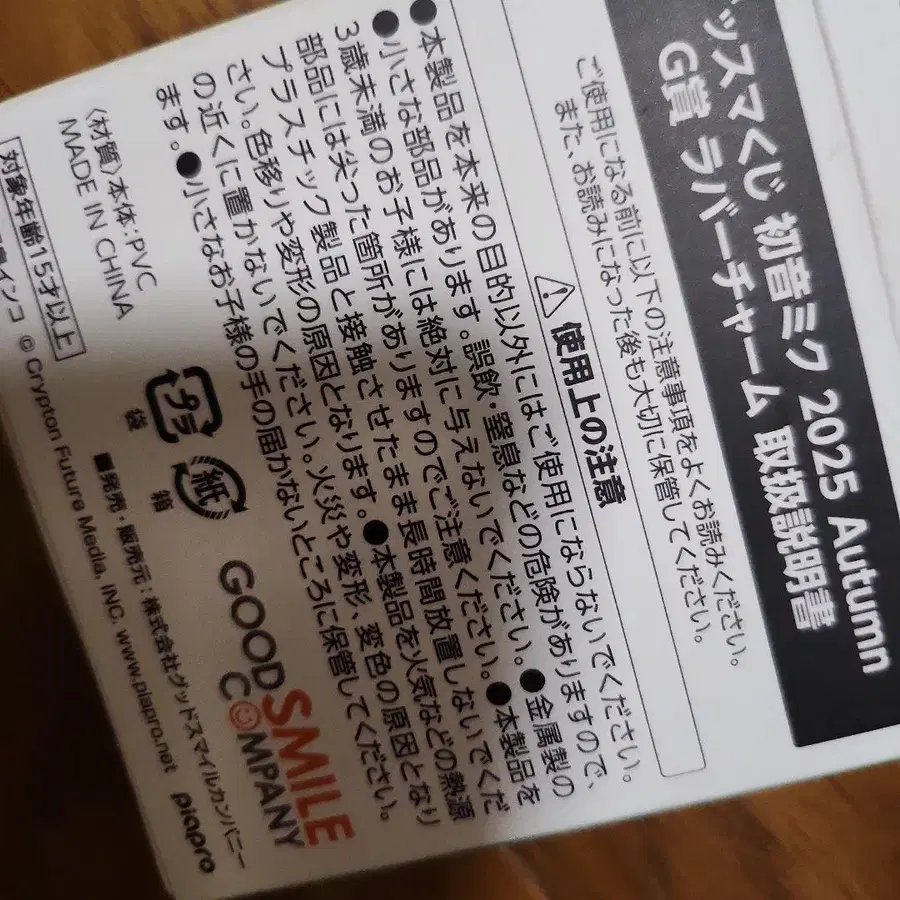 ッスマくじ 初音ミク 2025 Autumn
G賞 ラバーチャーム 取扱説明書
ご使用になる前に以下の注意事項をよくお読みください。
また、お読みになった後も大切に保管してください。
使用上の注意
●本製品を本来の目的以外にはご使用にならないでください。
●小さな部品があります。誤飲・窒息などの危険がありますので、
3歳未満のお子様には絶対に与えないでください。●金属製の
部品には尖った箇所がありますのでご注意ください。●本製品を
プラスチック製品と接触させたまま長時間放置しないでくだ
さい。色移りや変形の原因となります。●本製品を火気などの熱源
の近くに置かないでください。火災や変形、変色の原因となり
ます。●小さなお子様の手の届かないところに保管してください。
〈材質〉本体：PVC
MADE IN CHINA
対象年齢15才以上
プラ
袋
紙
箱
GOOD SMILE
COMPANY
■発売・販売元：株式会社グッドスマイルカンパニー
インコ © Crypton Future Media, INC. www.piapro.net piapro